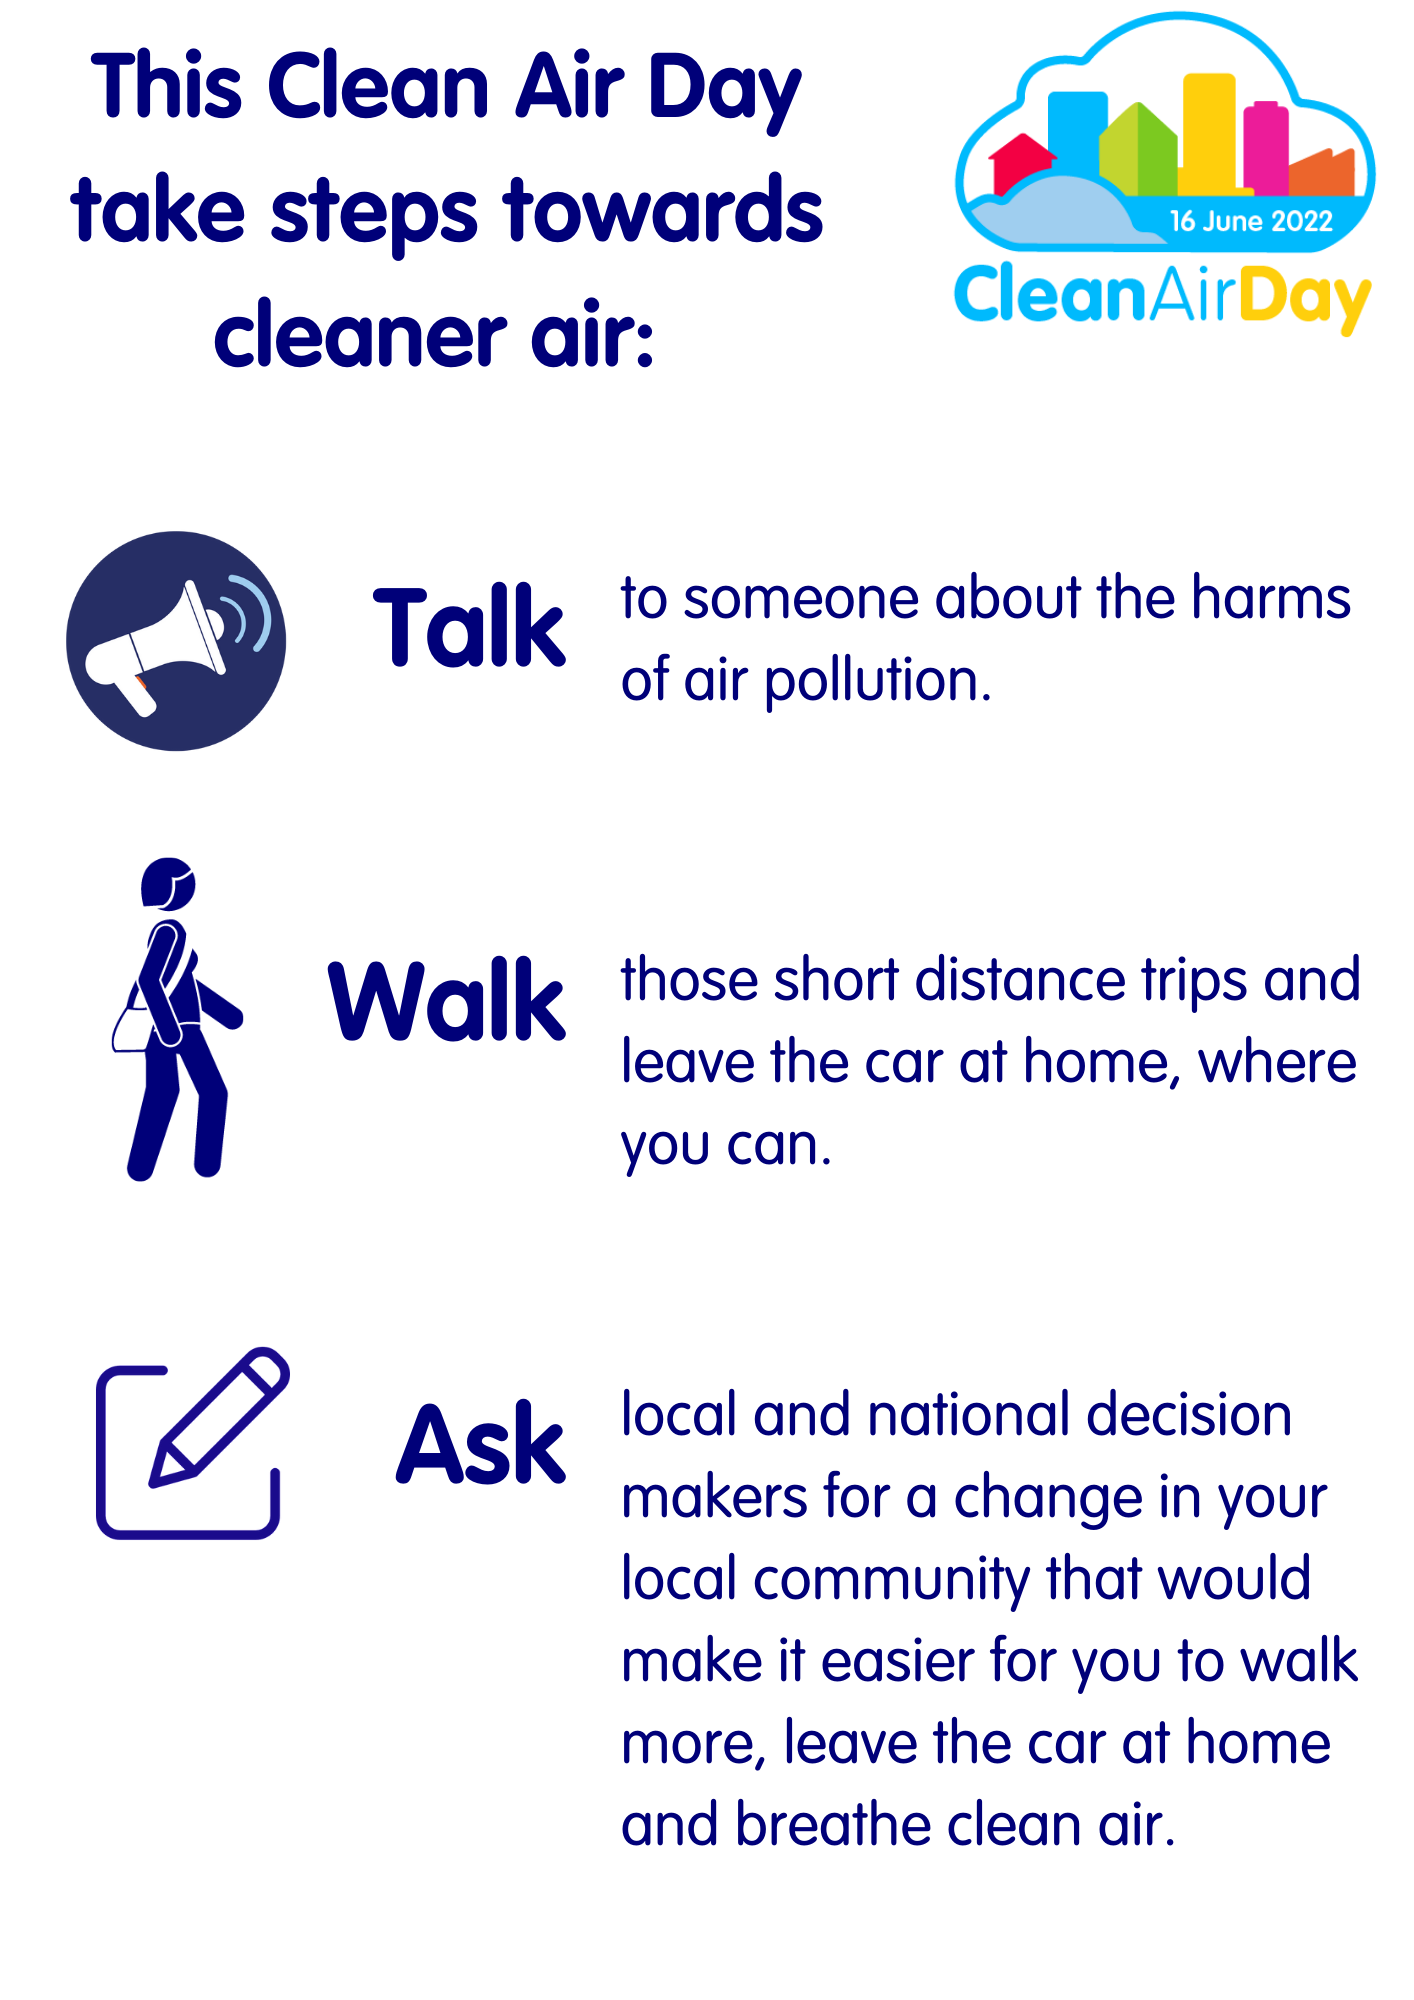 This Clean Air Day
take steps towards
cleaner air:
16 June 2022
CleanAirDay
Talk
to someone about the harms
of air pollution.
Walk
those short distance trips and
leave the car at home, where
you can.
Ask
local and national decision
makers for a change in your
local community that would
make it easier for you to walk
more, leave the car at home
and breathe clean air.